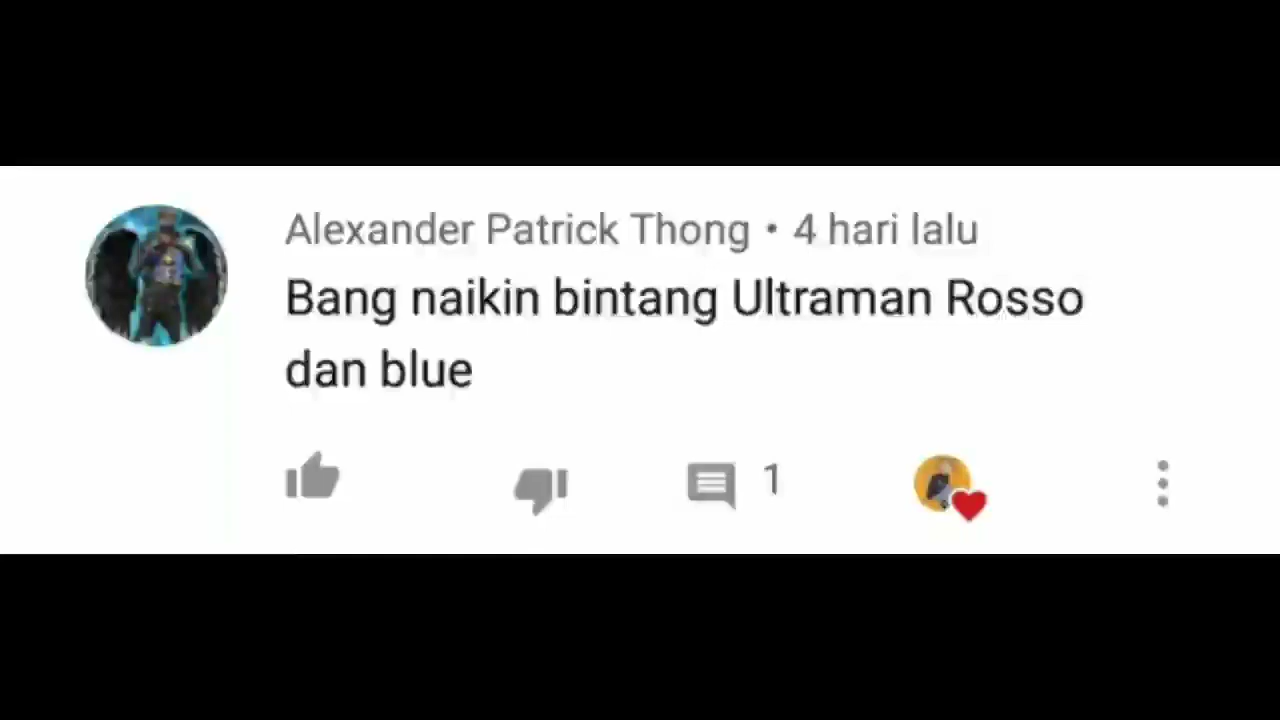 Alexander Patrick Thong • 4 hari lalu
Bang naikin bintang Ultraman Rosso
dan blue
1